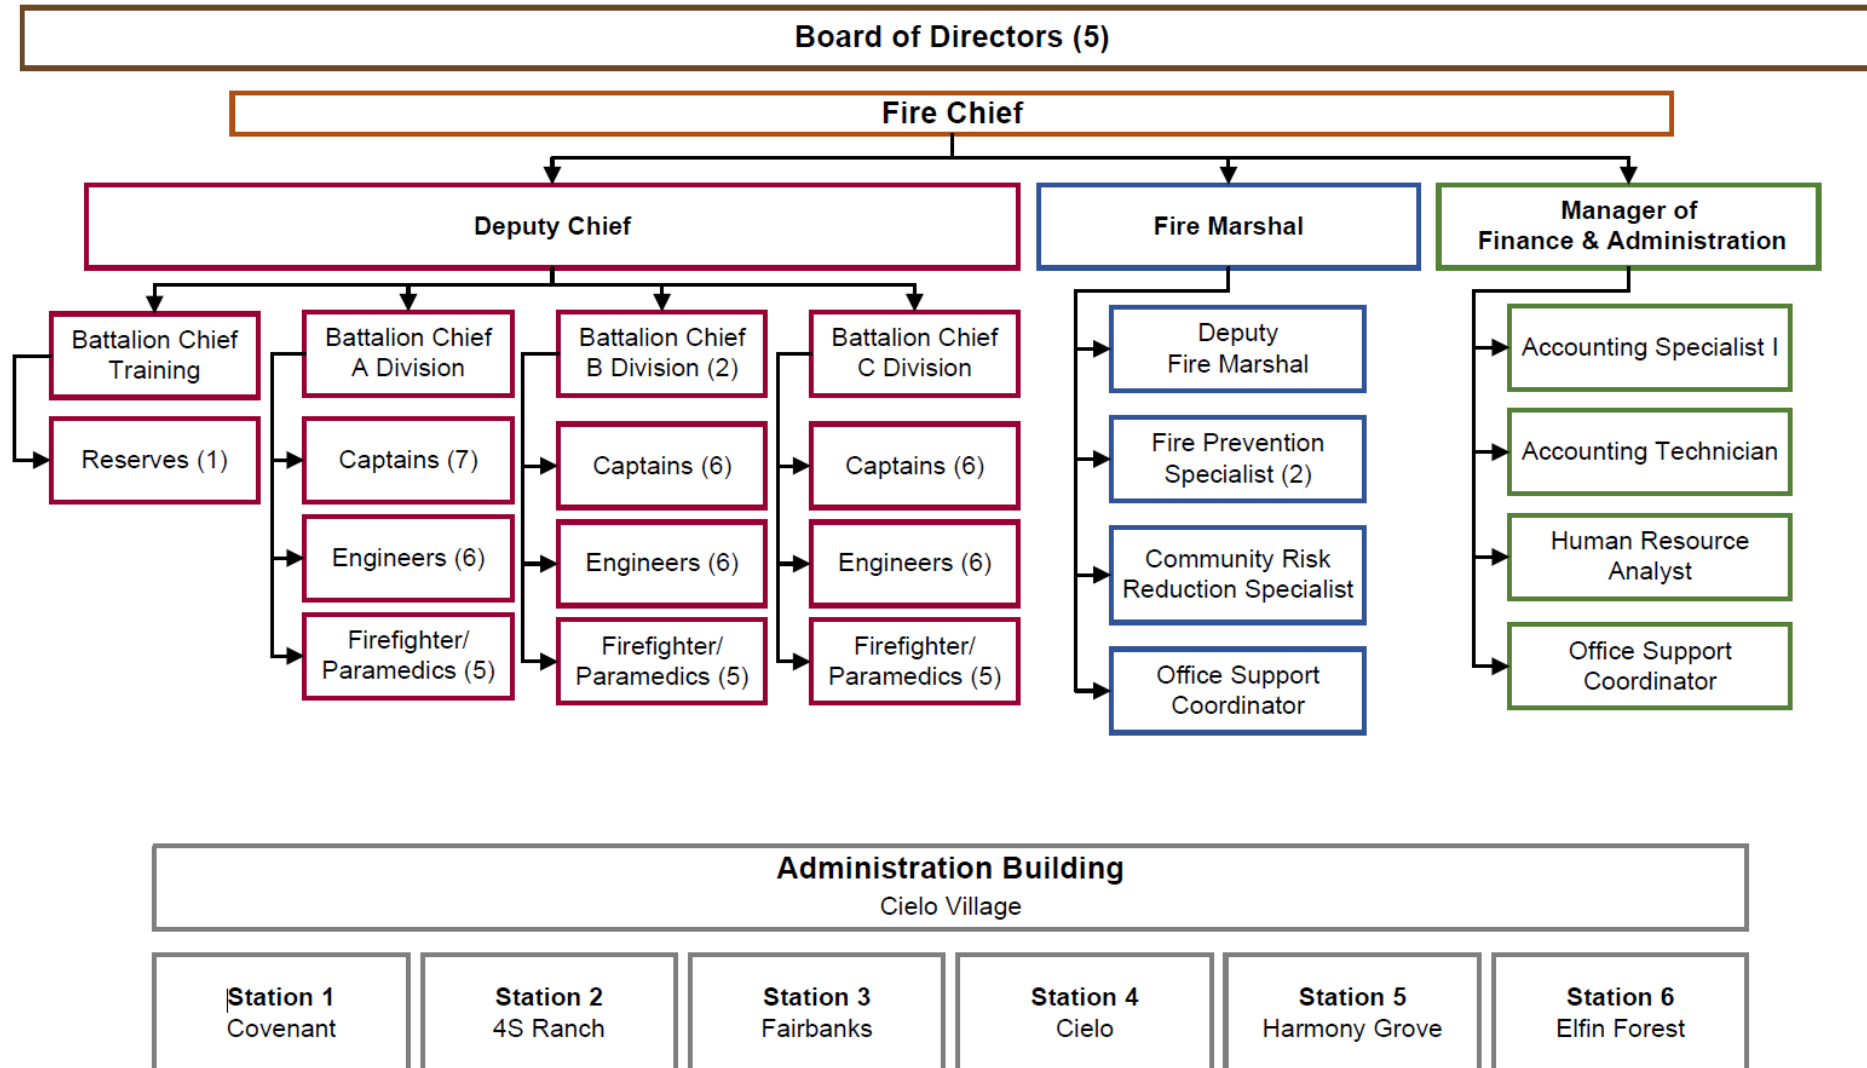 Board of Directors (5)
Fire Chief
Deputy Chief
Fire Marshal
Manager of
Finance & Administration
Battalion Chief
Training
Reserves (1)
Battalion Chief
A Division
Captains (7)
Engineers (6)
Firefighter/
Paramedics (5)
Battalion Chief
B Division (2)
Captains (6)
Engineers (6)
Firefighter/
Paramedics (5)
Battalion Chief
C Division
Captains (6)
Engineers (6)
Firefighter/
Paramedics (5)
Deputy
Fire Marshal
Fire Prevention
Specialist (2)
Community Risk
Reduction Specialist
Office Support
Coordinator
Accounting Specialist I
Accounting Technician
Human Resource
Analyst
Office Support
Coordinator
Administration Building
Cielo Village
Station 1
Covenant
Station 2
4S Ranch
Station 3
Fairbanks
Station 4
Cielo
Station 5
Harmony Grove
Station 6
Elfin Forest